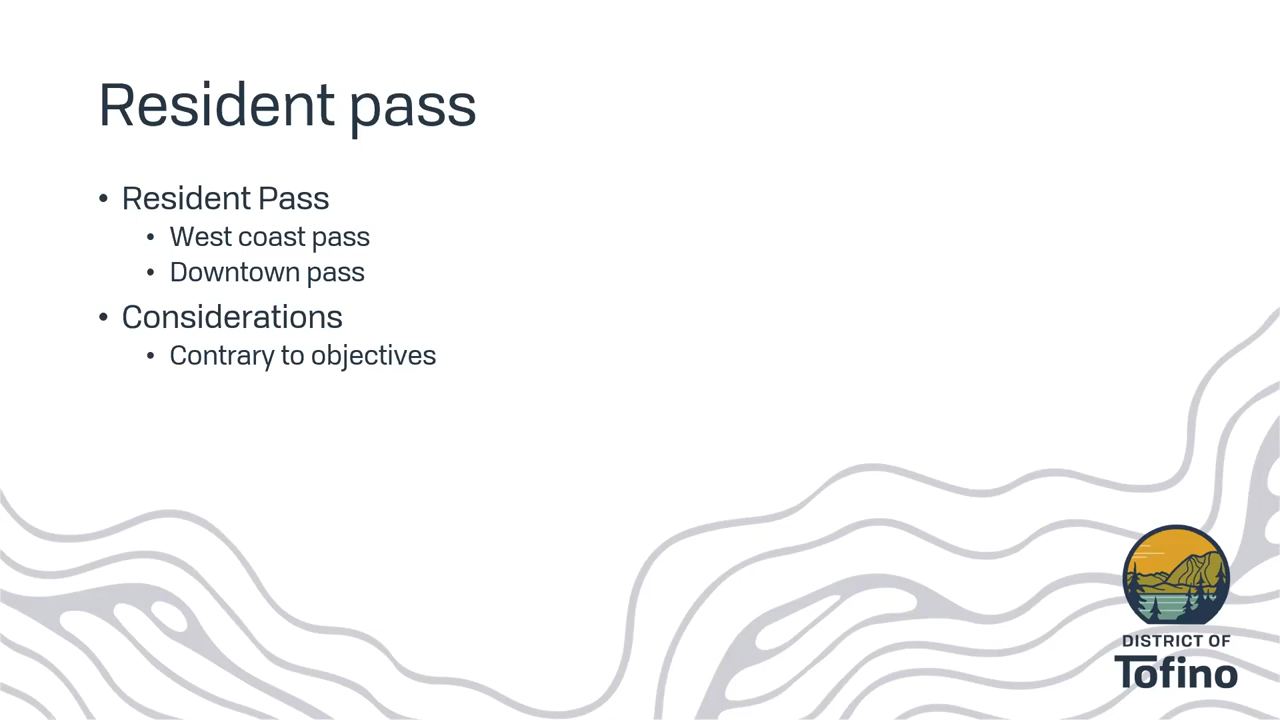 Resident pass
• Resident Pass
• West coast pass
• Downtown pass
• Considerations
• Contrary to objectives
DISTRICT OF
Tofino